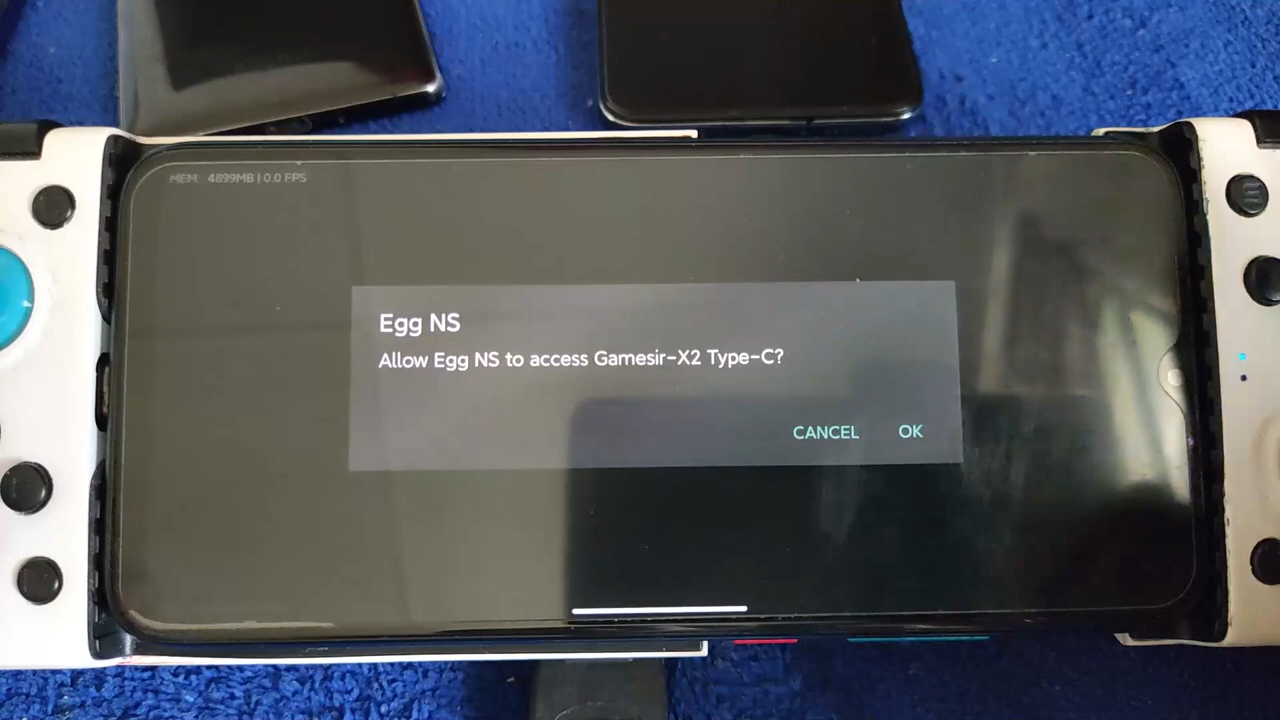 MEM: 4899MB | 0.0 FPS
Egg NS
Allow Egg NS to access Gamesir-X2 Type-C?
CANCEL OK